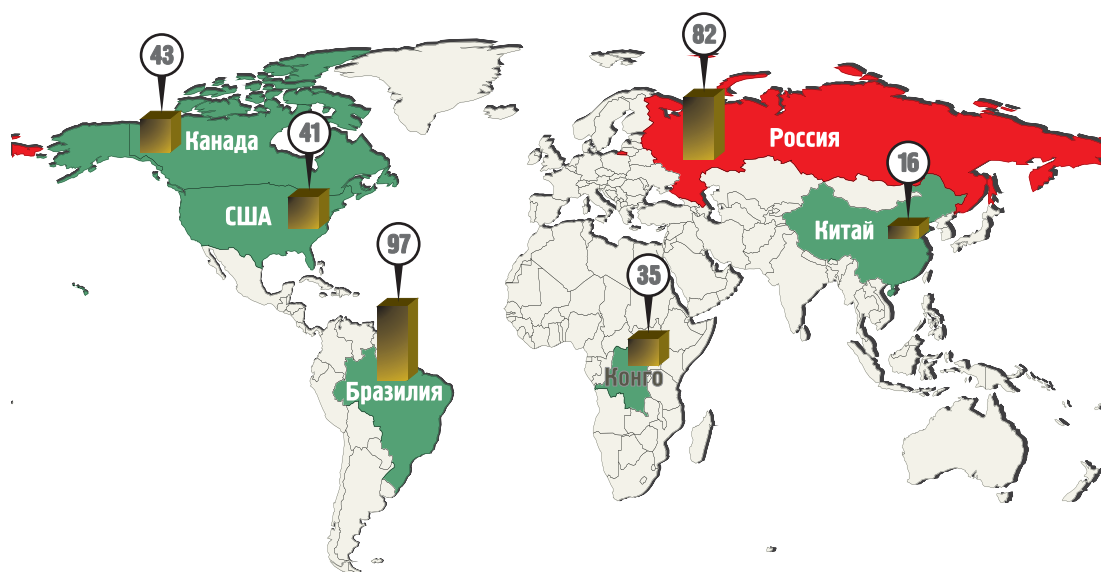 82
43
Канада
41
Россия
16
США
Китай
97
35
Конго
Бразилия